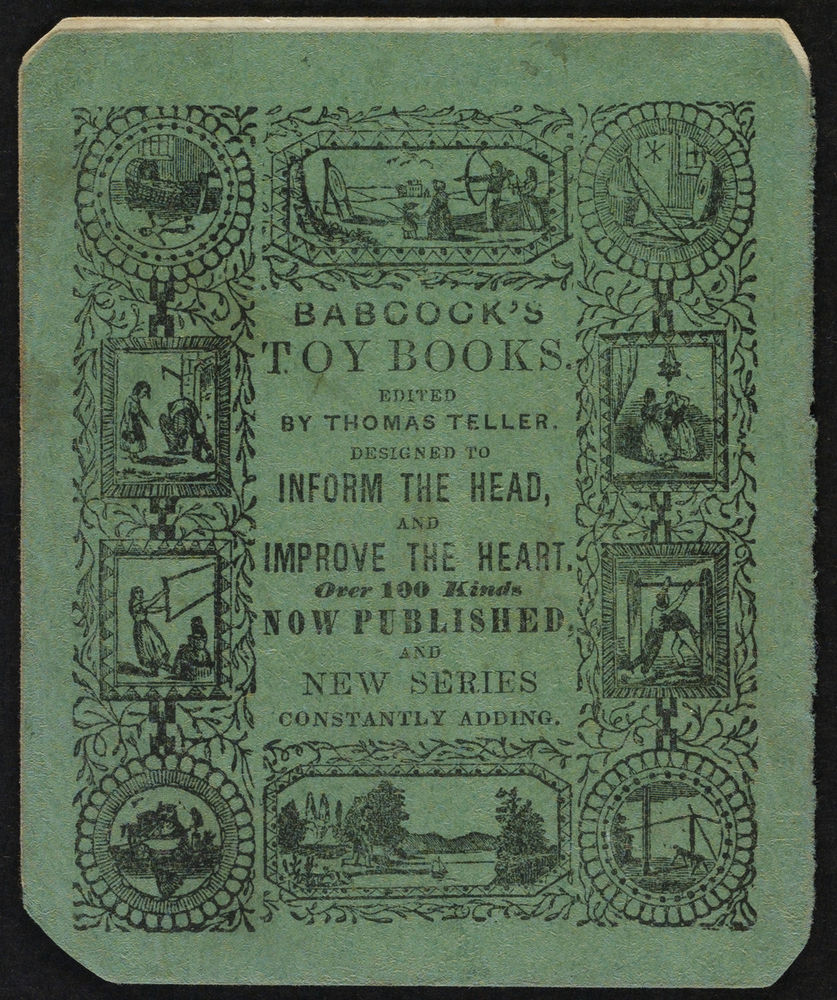 BABCOCK'S
TOY BOOKS.
EDITED
BY THOMAS TELLER.
DESIGNED TO
INFORM THE HEAD,
AND
IMPROVE THE HEART.
Over 100 Kinds
NOW PUBLISHED,
AND
NEW SERIES
CONSTANTLY ADDING.